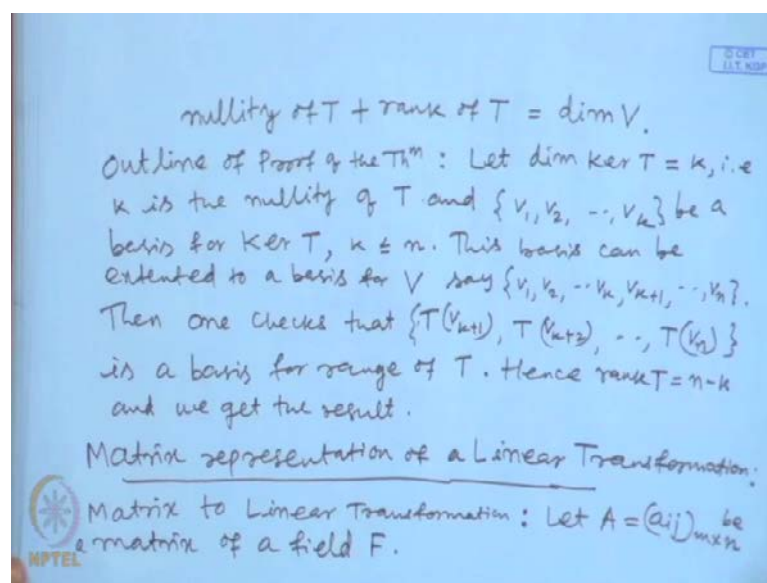 © CET
I.I.T. KGP
nullity of T + rank of T = dim V.
Outline of Proof of the Thᵐ : Let dim Ker T = k, i.e
k is the nullity of T and {v₁, v₂, ‥, vₖ} be a
basis for Ker T, k ≤ n. This basis can be
extented to a basis for V say {v₁, v₂, ‥ vₖ, vₖ₊₁, ‥, vₙ}.
Then one checks that {T(vₖ₊₁), T(vₖ₊₂), ‥, T(vₙ)}
is a basis for range of T. Hence rank T = n-k
and we get the result.
Matrix representation of a Linear Transformation:
Matrix to Linear Transformation : Let A = (aij)ₘₓₙ be
a matrix of a field F.
NPTEL